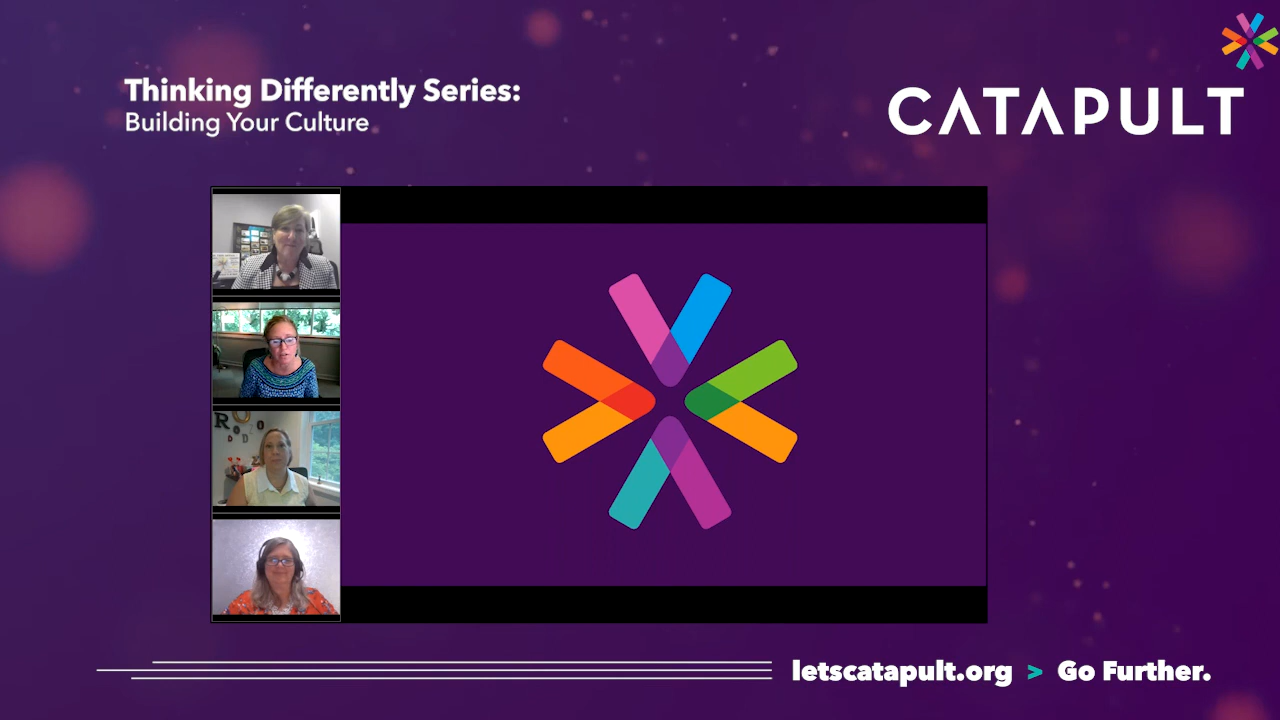 Thinking Differently Series:
Building Your Culture
CATAPULT
letscatapult.org > Go Further.